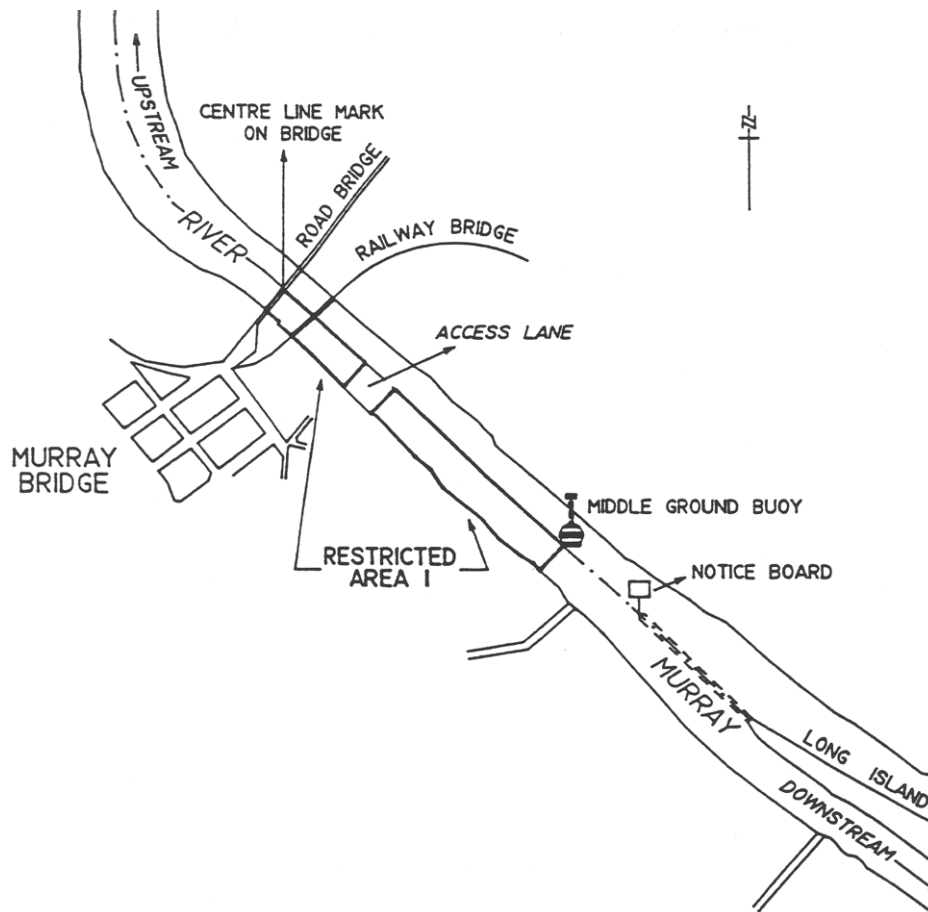 UPSTREAM
CENTRE LINE MARK
ON BRIDGE
ROAD BRIDGE
RAILWAY BRIDGE
N
RIVER
ACCESS LANE
MURRAY
BRIDGE
RESTRICTED
AREA I
MIDDLE GROUND BUOY
NOTICE BOARD
MURRAY
LONG ISLAND
DOWNSTREAM